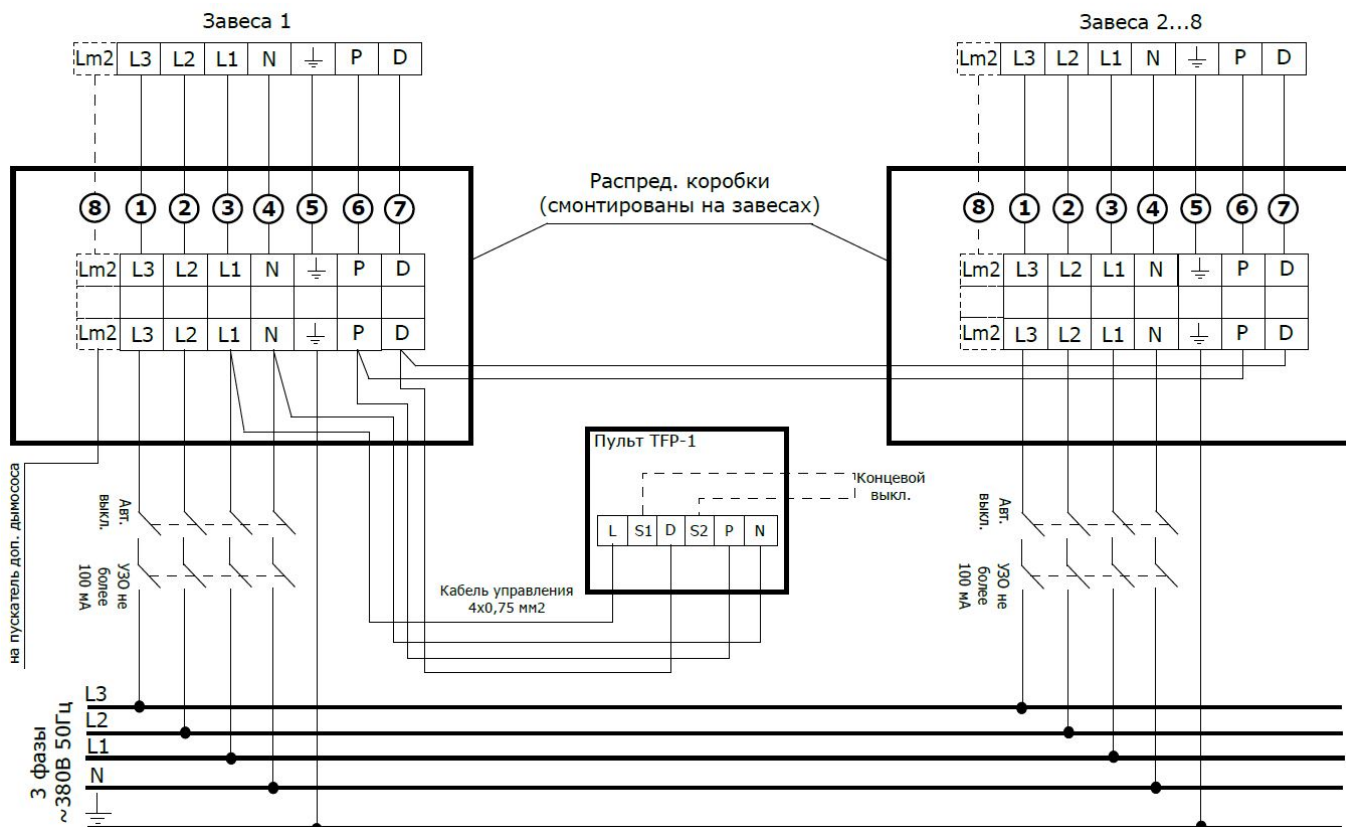 Завеса 1
Завеса 2...8
Lm2 L3 L2 L1 N P D
Lm2 L3 L2 L1 N P D
Распред. коробки
(смонтированы на завесах)
8 1 2 3 4 5 6 7
8 1 2 3 4 5 6 7
Lm2 L3 L2 L1 N P D
Lm2 L3 L2 L1 N P D
Lm2 L3 L2 L1 N P D
Lm2 L3 L2 L1 N P D
Пульт TFP-1
Концевой
выкл.
L S1 D S2 P N
Кабель управления
4х0,75 мм2
на пускатель доп. дымососа
Авт.
выкл.
УЗО не
более
100 мА
Авт.
выкл.
УЗО не
более
100 мА
3 фазы
~380В 50Гц
L3
L2
L1
N